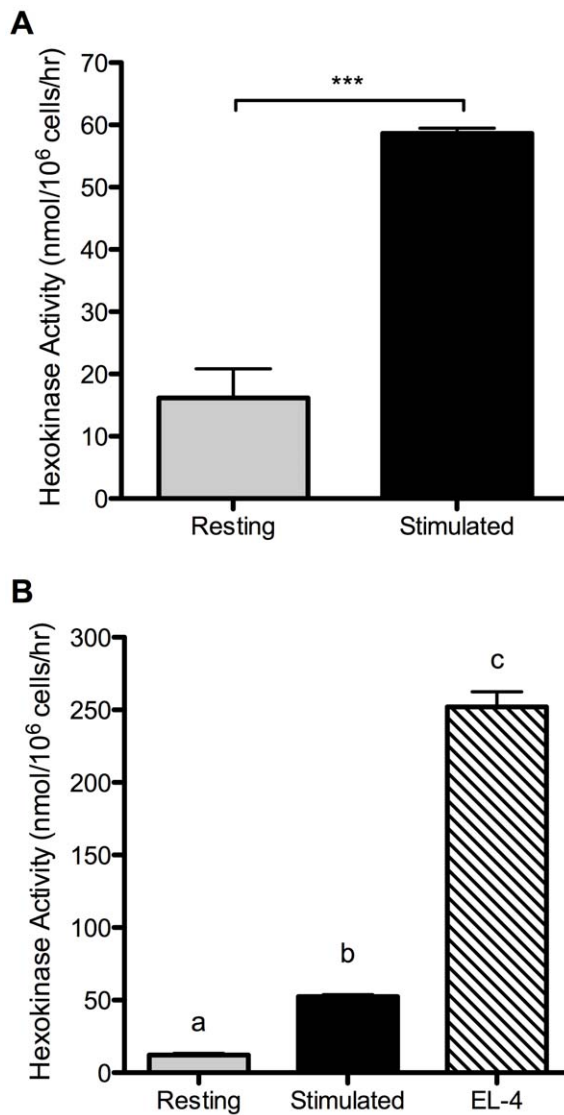 A
Hexokinase Activity (nmol/10⁶ cells/hr)
70
60
50
40
30
20
10
0
***
Resting Stimulated
B
Hexokinase Activity (nmol/10⁶ cells/hr)
300
250
200
150
100
50
0
a
b
c
Resting Stimulated EL-4